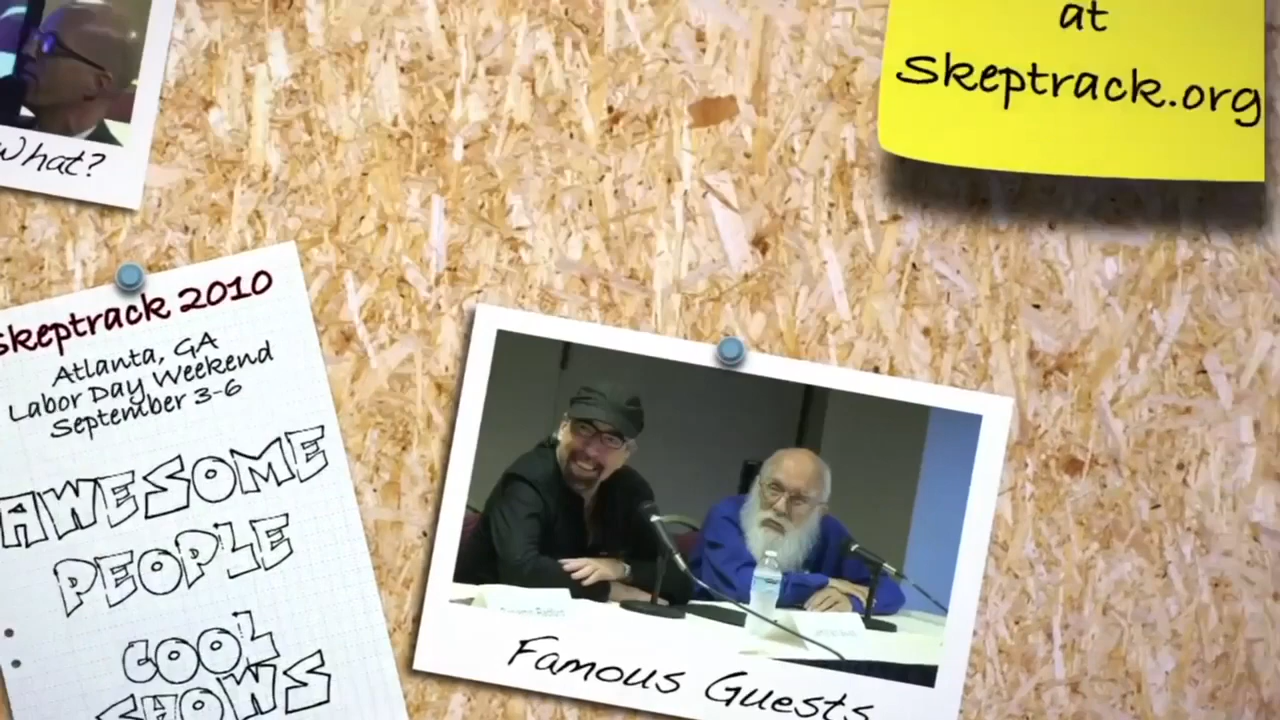 at
Skeptrack.org
What?
Skeptrack 2010
Atlanta, GA
Labor Day Weekend
September 3-6
AWESOME
PEOPLE
COOL
SHOWS
Famous Guests